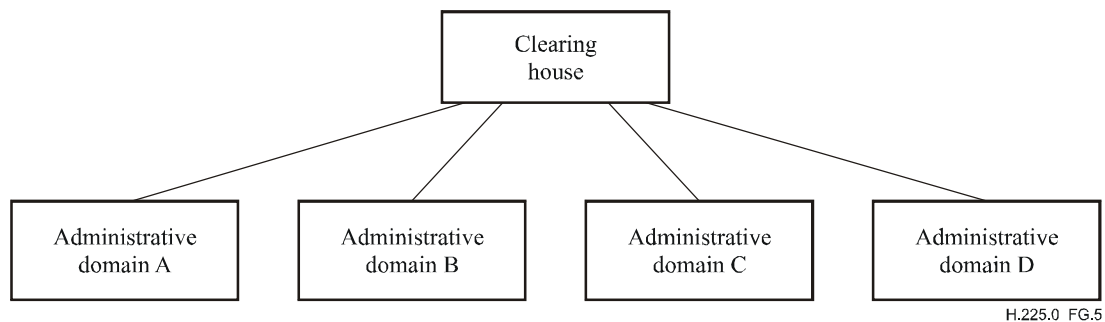 Clearing
house
Administrative
domain A
Administrative
domain B
Administrative
domain C
Administrative
domain D
H.225.0 FG.5